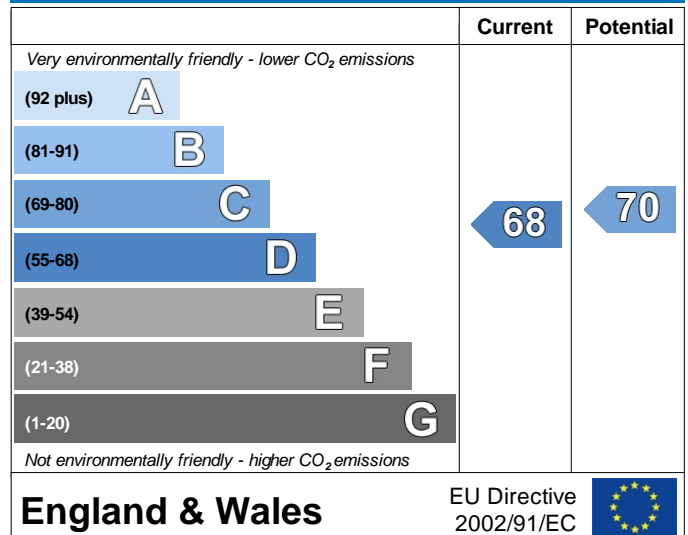 Current Potential
Very environmentally friendly - lower CO₂ emissions
(92 plus) A
(81-91) B
(69-80) C
(55-68) D
(39-54) E
(21-38) F
(1-20) G
68
70
Not environmentally friendly - higher CO₂ emissions
England & Wales
EU Directive
2002/91/EC